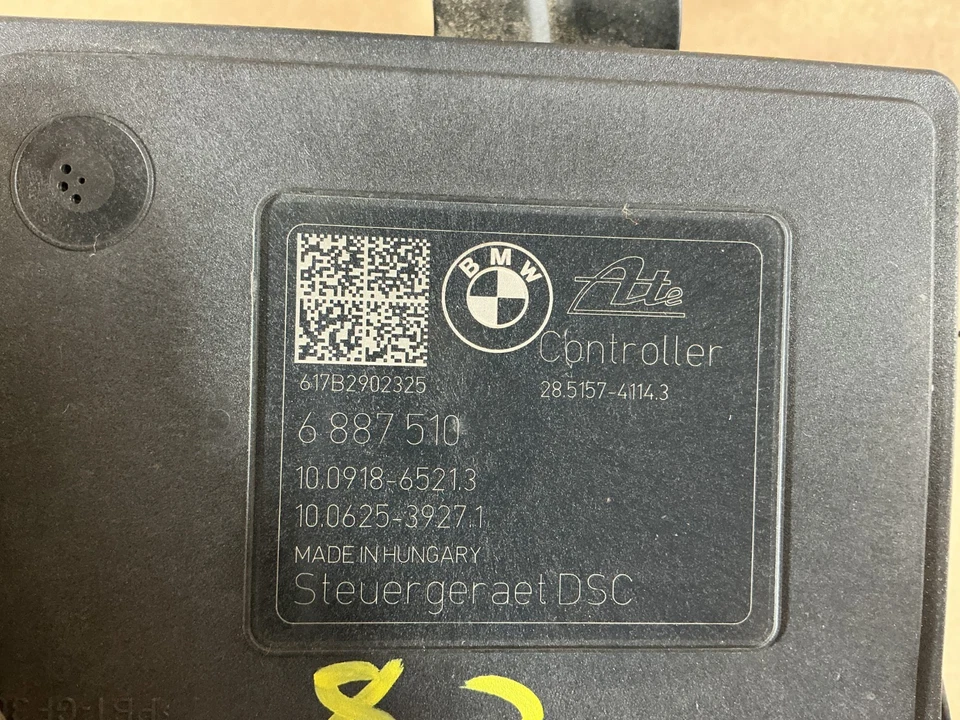 BMW
Ate
Controller
617B2902325
28.5157-4114.3
6 887 510
10.0918-6521.3
10.0625-3927.1
MADE IN HUNGARY
Steuergeraet DSC
8